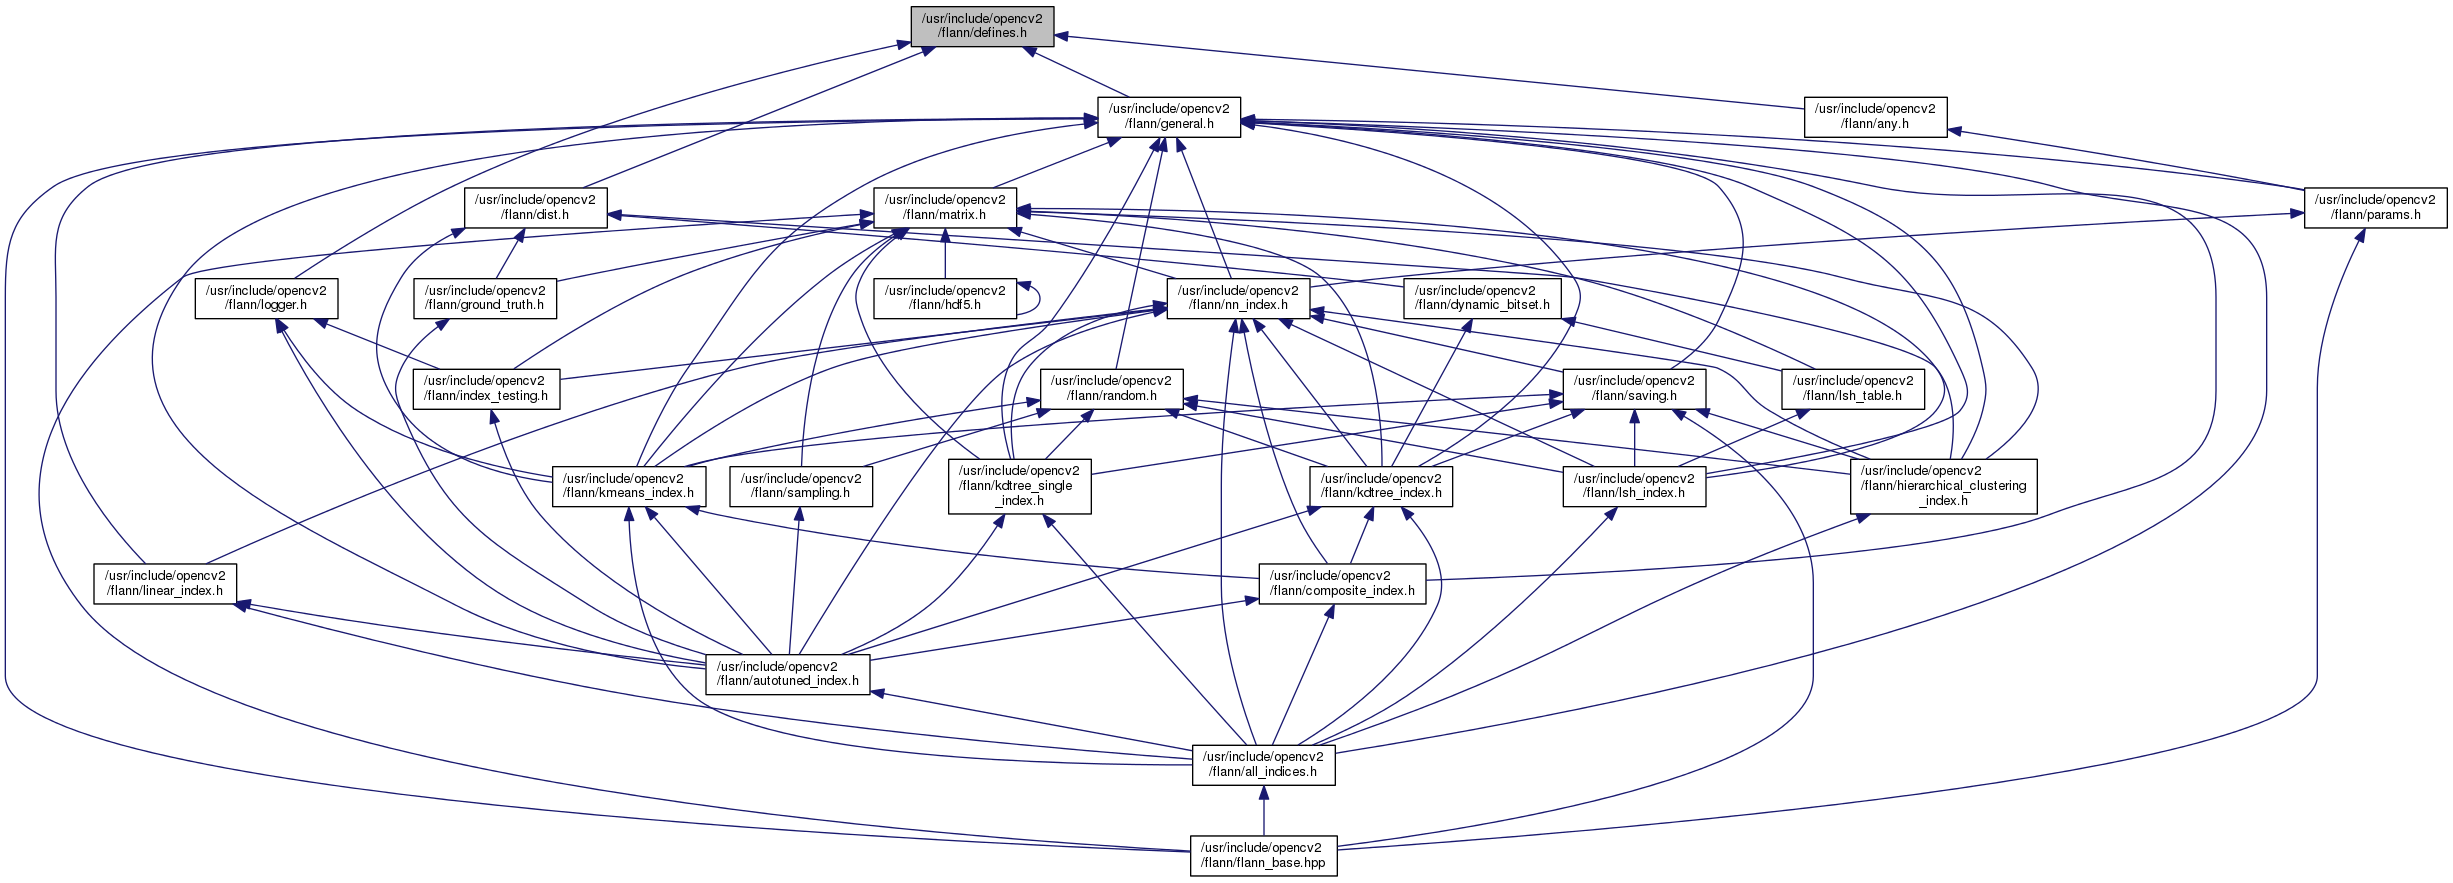 /usr/include/opencv2
/flann/defines.h
/usr/include/opencv2
/flann/general.h
/usr/include/opencv2
/flann/any.h
/usr/include/opencv2
/flann/dist.h
/usr/include/opencv2
/flann/matrix.h
/usr/include/opencv2
/flann/params.h
/usr/include/opencv2
/flann/logger.h
/usr/include/opencv2
/flann/ground_truth.h
/usr/include/opencv2
/flann/hdf5.h
/usr/include/opencv2
/flann/nn_index.h
/usr/include/opencv2
/flann/dynamic_bitset.h
/usr/include/opencv2
/flann/index_testing.h
/usr/include/opencv2
/flann/random.h
/usr/include/opencv2
/flann/saving.h
/usr/include/opencv2
/flann/lsh_table.h
/usr/include/opencv2
/flann/kmeans_index.h
/usr/include/opencv2
/flann/sampling.h
/usr/include/opencv2
/flann/kdtree_single
_index.h
/usr/include/opencv2
/flann/kdtree_index.h
/usr/include/opencv2
/flann/lsh_index.h
/usr/include/opencv2
/flann/hierarchical_clustering
_index.h
/usr/include/opencv2
/flann/linear_index.h
/usr/include/opencv2
/flann/composite_index.h
/usr/include/opencv2
/flann/autotuned_index.h
/usr/include/opencv2
/flann/all_indices.h
/usr/include/opencv2
/flann/flann_base.hpp